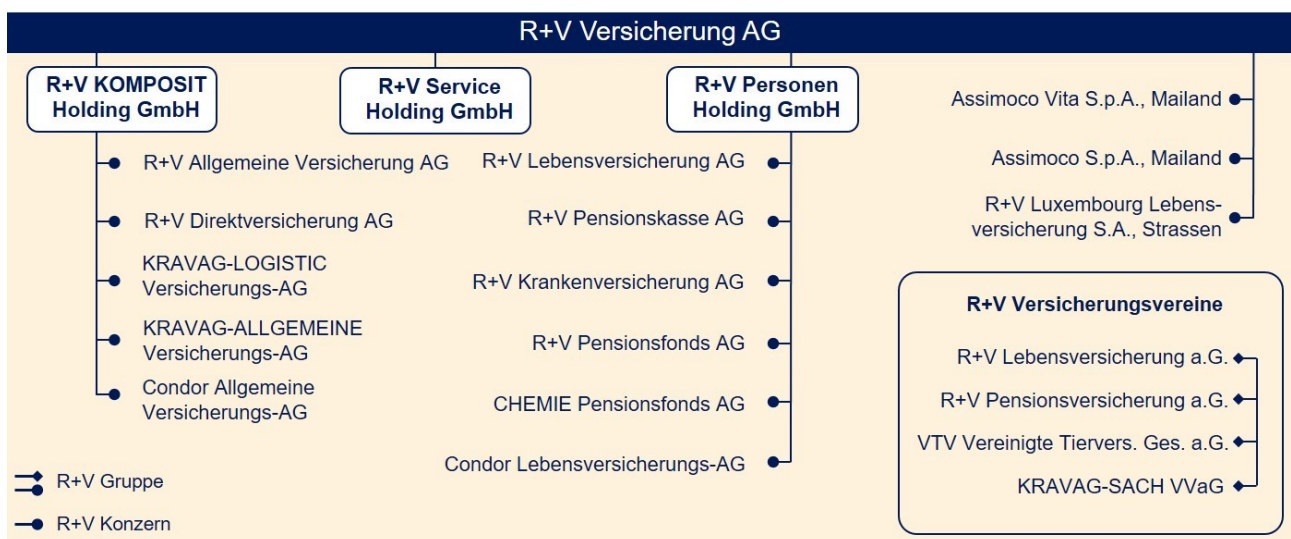 R+V Versicherung AG
R+V KOMPOSIT
Holding GmbH
R+V Allgemeine Versicherung AG
R+V Direktversicherung AG
KRAVAG-LOGISTIC
Versicherungs-AG
KRAVAG-ALLGEMEINE
Versicherungs-AG
Condor Allgemeine
Versicherungs-AG
R+V Service
Holding GmbH
R+V Personen
Holding GmbH
R+V Lebensversicherung AG
R+V Pensionskasse AG
R+V Krankenversicherung AG
R+V Pensionsfonds AG
CHEMIE Pensionsfonds AG
Condor Lebensversicherungs-AG
Assimoco Vita S.p.A., Mailand
Assimoco S.p.A., Mailand
R+V Luxembourg Lebens-
versicherung S.A., Strassen
R+V Versicherungsvereine
R+V Lebensversicherung a.G.
R+V Pensionsversicherung a.G.
VTV Vereinigte Tiervers. Ges. a.G.
KRAVAG-SACH VVaG
R+V Gruppe
R+V Konzern